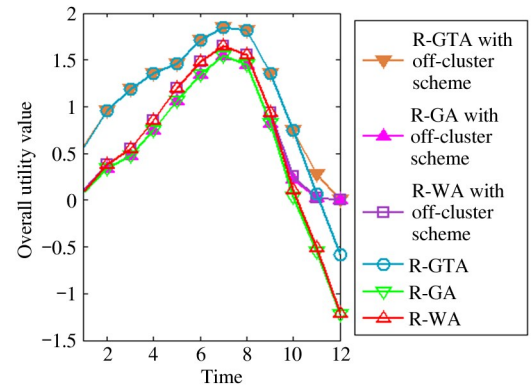 2
1.5
1
0.5
0
−0.5
−1
−1.5
2 4 6 8 10 12
Time
Overall utility value
R-GTA with
off-cluster
scheme
R-GA with
off-cluster
scheme
R-WA with
off-cluster
scheme
R-GTA
R-GA
R-WA